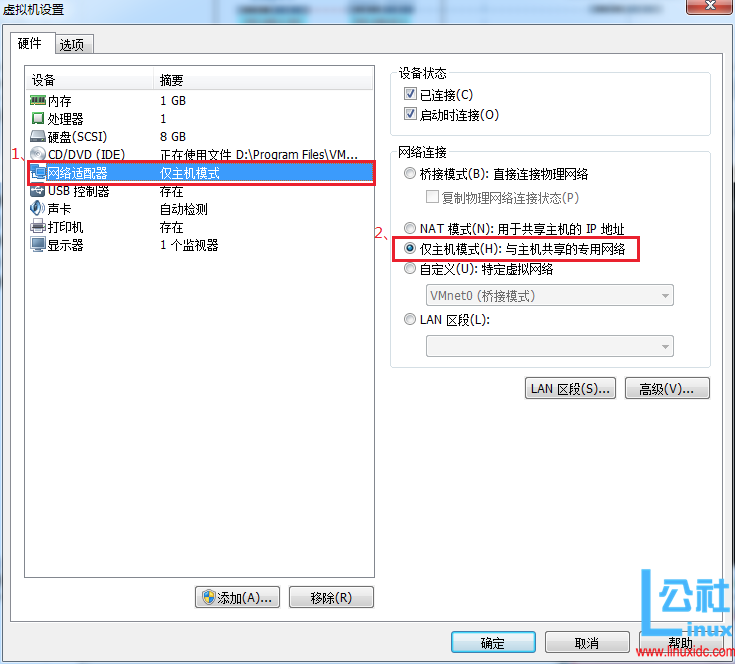 虚拟机设置
硬件 选项
设备 摘要
内存 1 GB
处理器 1
硬盘(SCSI) 8 GB
CD/DVD (IDE) 正在使用文件 D:\Program Files\VM...
1、 网络适配器 仅主机模式
USB 控制器 存在
声卡 自动检测
打印机 存在
显示器 1 个监视器
添加(A)... 移除(R)
设备状态
已连接(C)
启动时连接(O)
网络连接
桥接模式(B): 直接连接物理网络
复制物理网络连接状态(P)
NAT 模式(N): 用于共享主机的 IP 地址
2、 仅主机模式(H): 与主机共享的专用网络
自定义(U): 特定虚拟网络
VMnet0 (桥接模式)
LAN 区段(L):
LAN 区段(S)... 高级(V)...
确定 取消 帮助
Linux公社
www.linuxidc.com